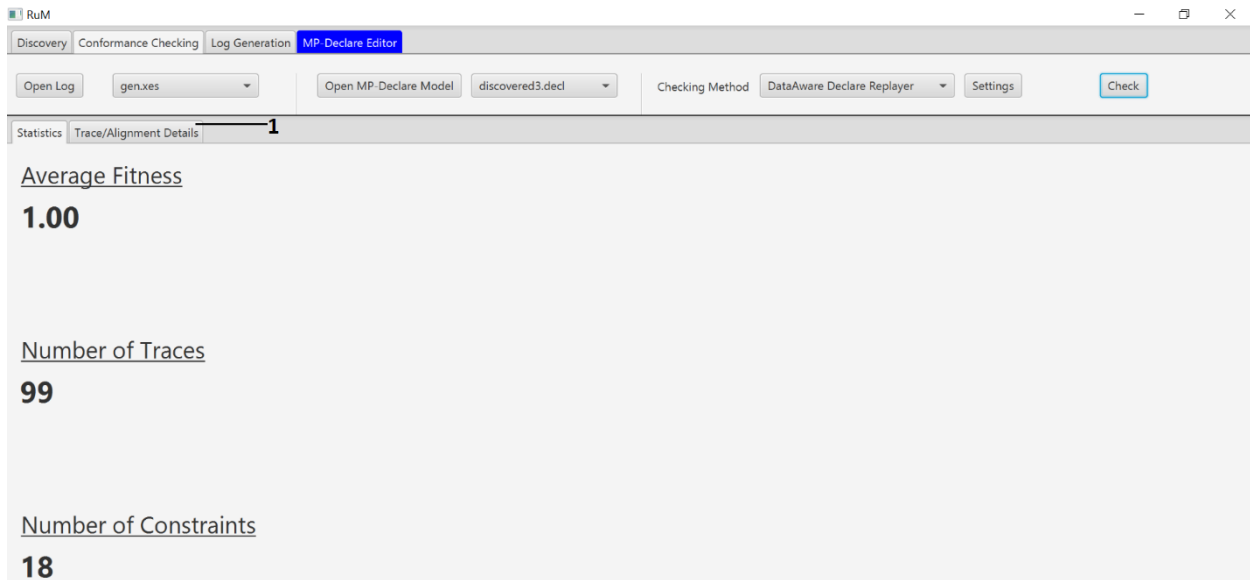 RuM
Discovery Conformance Checking Log Generation MP-Declare Editor
Open Log gen.xes Open MP-Declare Model discovered3.decl Checking Method DataAware Declare Replayer Settings Check
Statistics Trace/Alignment Details 1
Average Fitness
1.00
Number of Traces
99
Number of Constraints
18